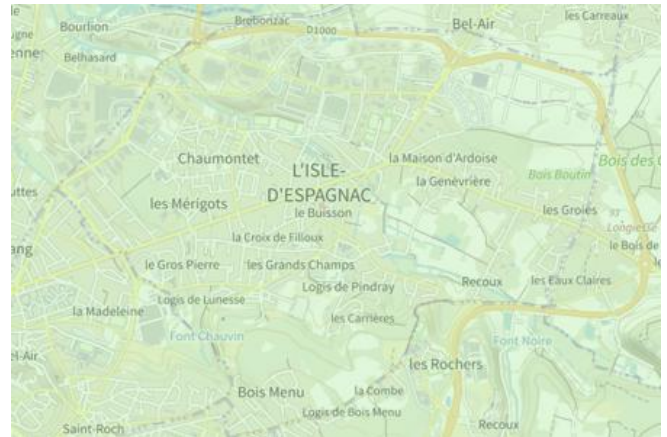 Brebonzac
les Carreaux
Bourlion
Bel-Air
D1000
Belhasard
Chaumontet
la Maison d'Ardoise
L'ISLE-
D'ESPAGNAC
Bois Boutin
la Genèvrière
les Mérigots
le Buisson
les Groies
la Croix de Filloux
le Gros Pierre
les Grands Champs
Recoux
les Eaux Claires
Logis de Pindray
Logis de Lunesse
la Madeleine
les Carrières
Font Chauvin
Font Noire
les Rochers
Bois Menu
la Combe
Logis de Bois Menu
Saint-Roch
Recoux